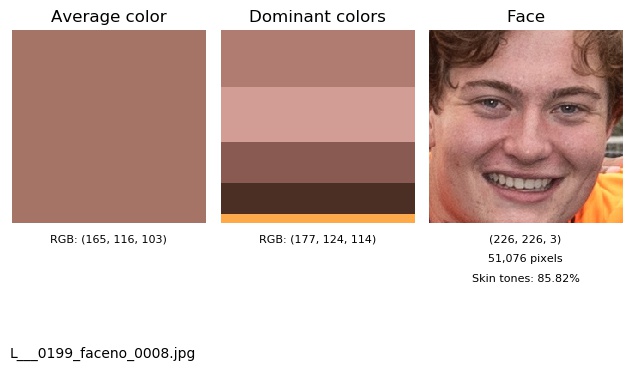 Average color
Dominant colors
Face
RGB: (165, 116, 103)
RGB: (177, 124, 114)
(226, 226, 3)
51,076 pixels
Skin tones: 85.82%
L___0199_faceno_0008.jpg